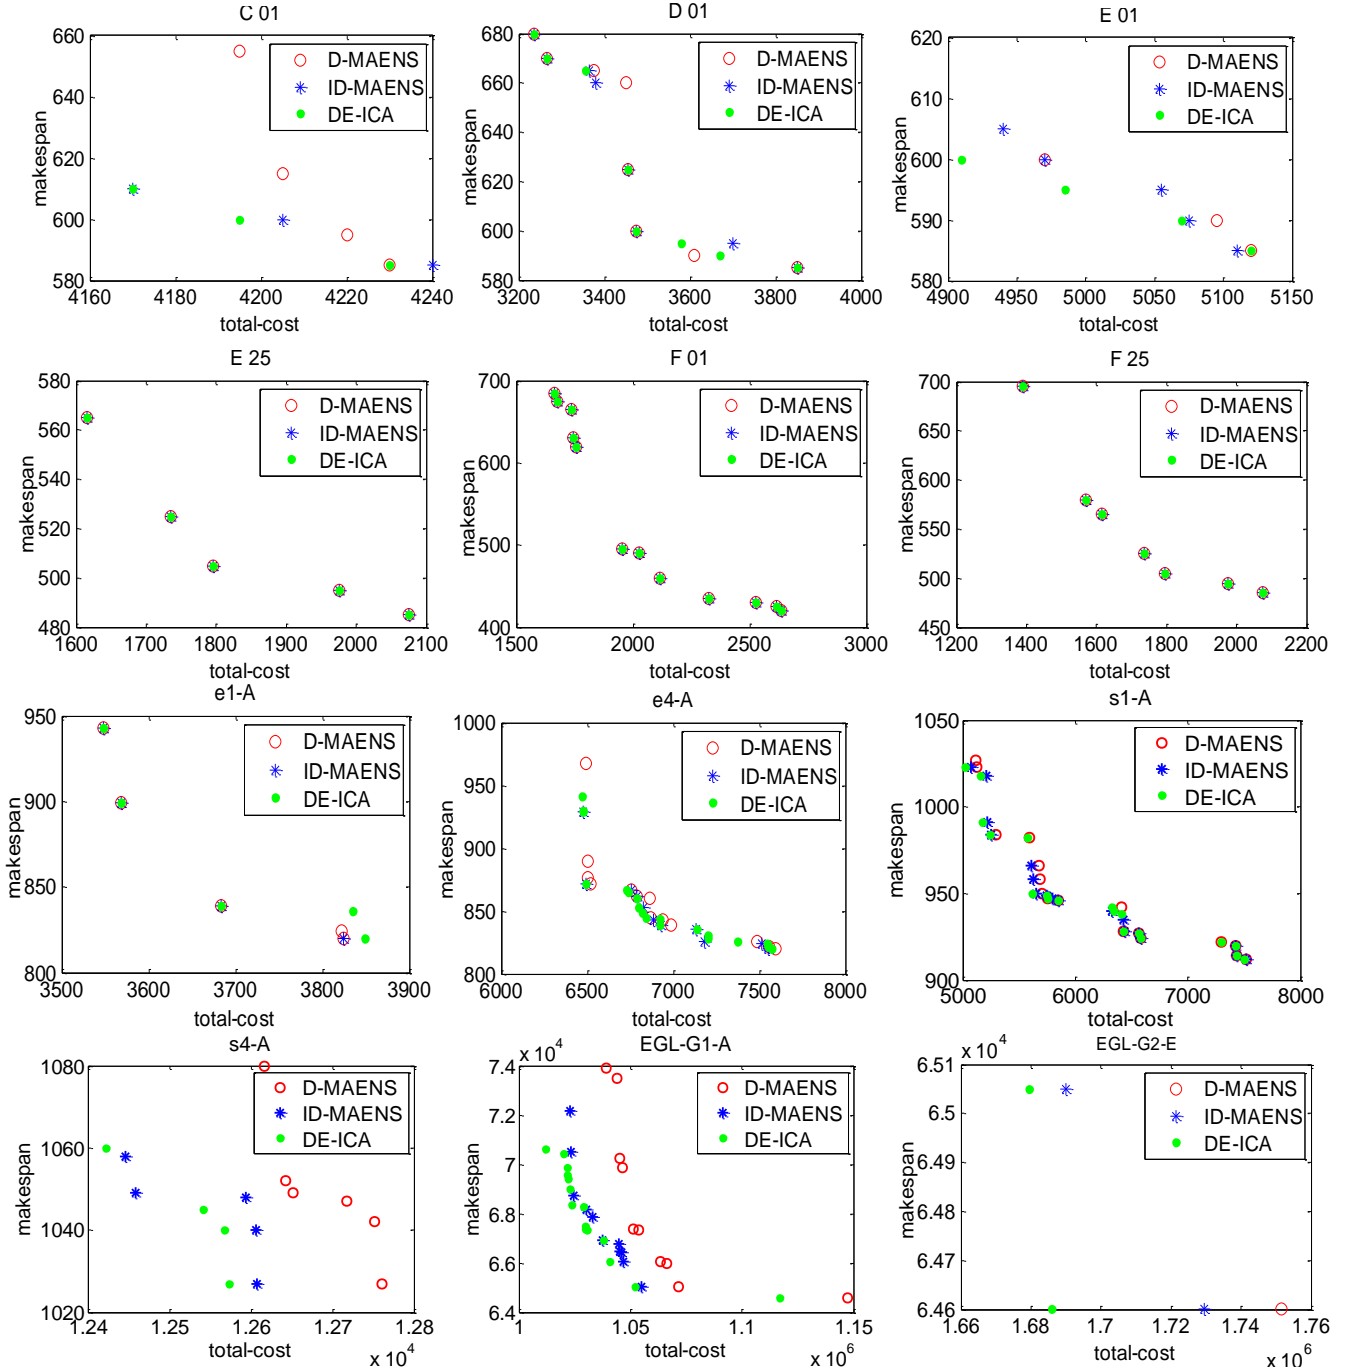 C 01
D 01
E 01
660
640
620
600
580
4160
4180
4200
4220
4240
makespan
total-cost
D-MAENS
ID-MAENS
DE-ICA
680
660
640
620
600
580
3200
3400
3600
3800
4000
makespan
total-cost
D-MAENS
ID-MAENS
DE-ICA
620
610
600
590
580
4900
4950
5000
5050
5100
5150
makespan
total-cost
D-MAENS
ID-MAENS
DE-ICA
E 25
F 01
F 25
580
560
540
520
500
480
1600
1700
1800
1900
2000
2100
makespan
total-cost
D-MAENS
ID-MAENS
DE-ICA
700
600
500
400
1500
2000
2500
3000
makespan
total-cost
D-MAENS
ID-MAENS
DE-ICA
700
650
600
550
500
450
1200
1400
1600
1800
2000
2200
makespan
total-cost
D-MAENS
ID-MAENS
DE-ICA
e1-A
e4-A
s1-A
950
900
850
800
3500
3600
3700
3800
3900
makespan
total-cost
D-MAENS
ID-MAENS
DE-ICA
1000
950
900
850
800
6000
6500
7000
7500
8000
makespan
total-cost
D-MAENS
ID-MAENS
DE-ICA
1050
1000
950
900
5000
6000
7000
8000
makespan
total-cost
D-MAENS
ID-MAENS
DE-ICA
s4-A
EGL-G1-A
EGL-G2-E
1080
1060
1040
1020
1.24
1.25
1.26
1.27
1.28
x 10⁴
makespan
total-cost
D-MAENS
ID-MAENS
DE-ICA
x 10⁴
7.4
7.2
7
6.8
6.6
6.4
1
1.05
1.1
1.15
x 10⁶
makespan
total-cost
D-MAENS
ID-MAENS
DE-ICA
x 10⁴
6.51
6.5
6.49
6.48
6.47
6.46
1.66
1.68
1.7
1.72
1.74
1.76
x 10⁶
makespan
total-cost
D-MAENS
ID-MAENS
DE-ICA